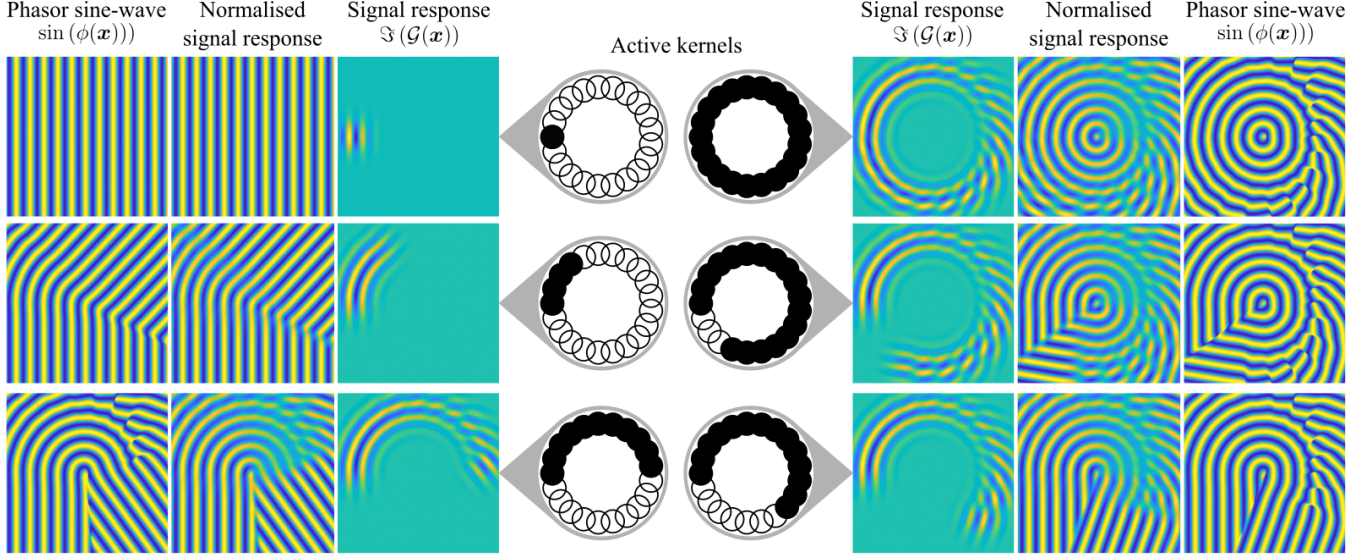 Phasor sine-wave
sin (ϕ(x)))
Normalised
signal response
Signal response
ℑ (𝒢(x))
Active kernels
Signal response
ℑ (𝒢(x))
Normalised
signal response
Phasor sine-wave
sin (ϕ(x)))